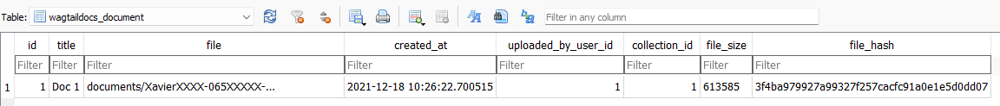 Table: wagtaildocs_document Filter in any column
id title file created_at uploaded_by_user_id collection_id file_size file_hash
Filter Filter Filter Filter Filter Filter Filter Filter
1 1 Doc 1 documents/XavierXXXX-065XXXXX-... 2021-12-18 10:26:22.700515 1 1 613585 3f4ba979927a99327f257cacfc91a0e1e5d0dd07